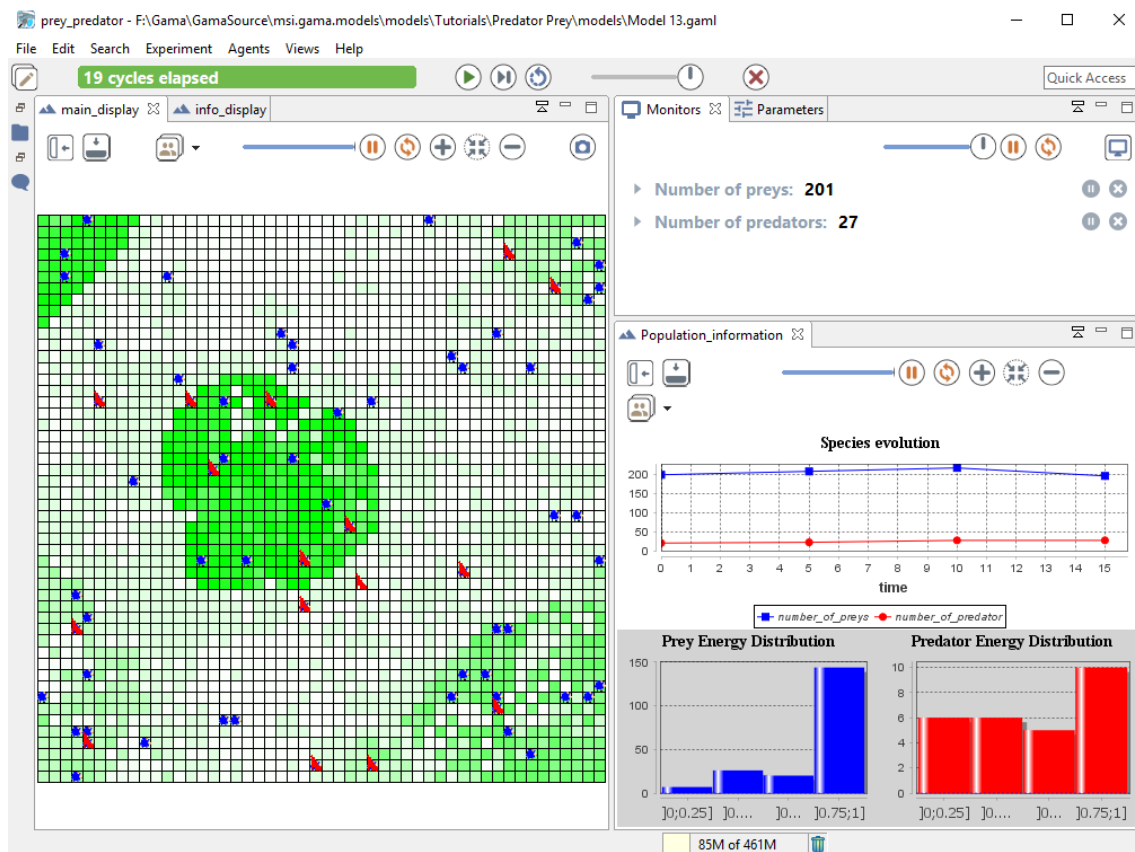 prey_predator - F:\Gama\GamaSource\msi.gama.models\models\Tutorials\Predator Prey\models\Model 13.gaml
File Edit Search Experiment Agents Views Help
19 cycles elapsed
Quick Access
main_display info_display
Monitors Parameters
Number of preys: 201
Number of predators: 27
Population_information
Species evolution
200
150
100
50
0
0 1 2 3 4 5 6 7 8 9 10 11 12 13 14 15
time
number_of_preys number_of_predator
Prey Energy Distribution
150
100
50
0
]0;0.25] ]0.... ]0... ]0.75;1]
Predator Energy Distribution
10
8
6
4
2
0
]0;0.25] ]0.... ]0... ]0.75;1]
85M of 461M